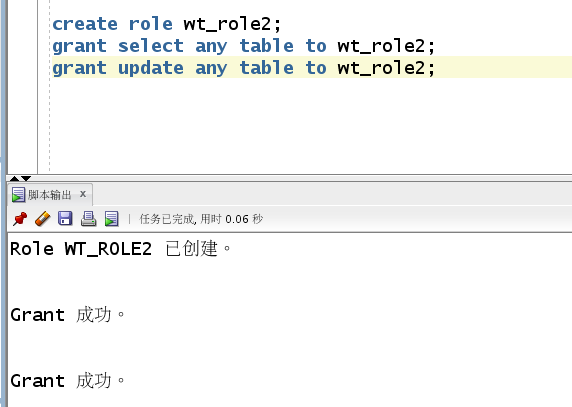 create role wt_role2;
grant select any table to wt_role2;
grant update any table to wt_role2;
脚本输出 x
任务已完成, 用时 0.06 秒
Role WT_ROLE2 已创建。
Grant 成功。
Grant 成功。